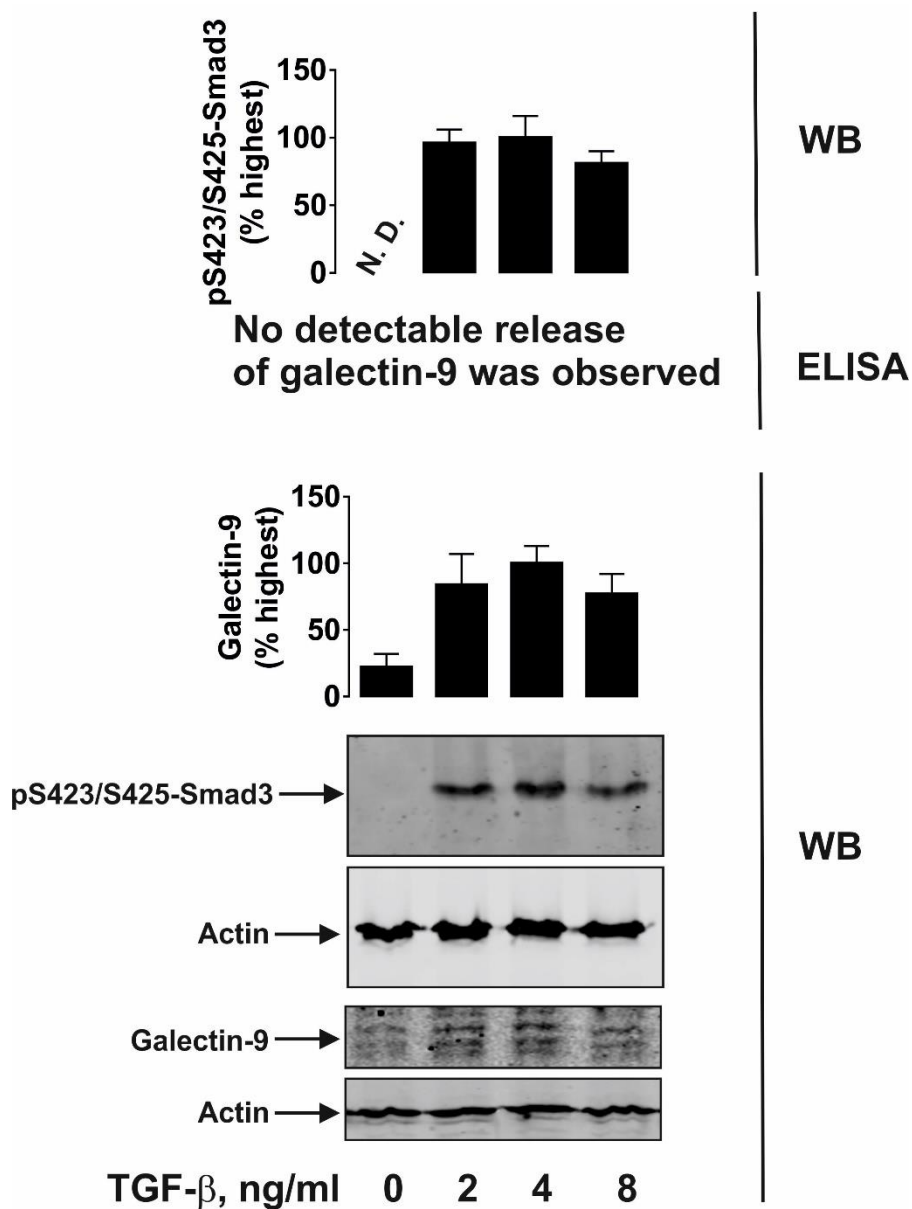 pS423/S425-Smad3
(% highest)
150
100
50
0
N. D.
WB
No detectable release
of galectin-9 was observed
ELISA
Galectin-9
(% highest)
150
100
50
0
pS423/S425-Smad3
Actin
Galectin-9
Actin
WB
TGF-β, ng/ml 0 2 4 8